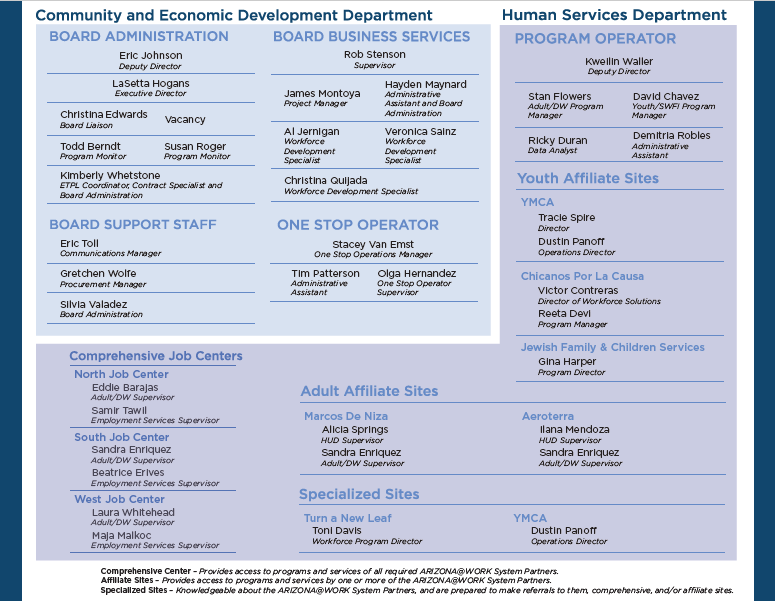 Community and Economic Development Department
BOARD ADMINISTRATION
Eric Johnson
Deputy Director
LaSetta Hogans
Executive Director
Christina Edwards
Board Liaison
Vacancy
Todd Berndt
Program Monitor
Susan Roger
Program Monitor
Kimberly Whetstone
ETPL Coordinator, Contract Specialist and
Board Administration
BOARD BUSINESS SERVICES
Rob Stenson
Supervisor
James Montoya
Project Manager
Hayden Maynard
Administrative
Assistant and Board
Administration
Al Jernigan
Workforce
Development
Specialist
Veronica Sainz
Workforce
Development
Specialist
Christina Quijada
Workforce Development Specialist
BOARD SUPPORT STAFF
Eric Toll
Communications Manager
Gretchen Wolfe
Procurement Manager
Silvia Valadez
Board Administration
ONE STOP OPERATOR
Stacey Van Emst
One Stop Operations Manager
Tim Patterson
Administrative
Assistant
Olga Hernandez
One Stop Operator
Supervisor
Human Services Department
PROGRAM OPERATOR
Kweilin Waller
Deputy Director
Stan Flowers
Adult/DW Program
Manager
David Chavez
Youth/SWFI Program
Manager
Ricky Duran
Data Analyst
Demitria Robles
Administrative
Assistant
Youth Affiliate Sites
YMCA
Tracie Spire
Director
Dustin Panoff
Operations Director
Chicanos Por La Causa
Victor Contreras
Director of Workforce Solutions
Reeta Devi
Program Manager
Jewish Family & Children Services
Gina Harper
Program Director
Comprehensive Job Centers
North Job Center
Eddie Barajas
Adult/DW Supervisor
Samir Tawil
Employment Services Supervisor
South Job Center
Sandra Enriquez
Adult/DW Supervisor
Beatrice Erives
Employment Services Supervisor
West Job Center
Laura Whitehead
Adult/DW Supervisor
Maja Malkoc
Employment Services Supervisor
Adult Affiliate Sites
Marcos De Niza
Alicia Springs
HUD Supervisor
Sandra Enriquez
Adult/DW Supervisor
Aeroterra
Ilana Mendoza
HUD Supervisor
Sandra Enriquez
Adult/DW Supervisor
Specialized Sites
Turn a New Leaf
Toni Davis
Workforce Program Director
YMCA
Dustin Panoff
Operations Director
Comprehensive Center – Provides access to programs and services of all required ARIZONA@WORK System Partners.
Affiliate Sites – Provides access to programs and services by one or more of the ARIZONA@WORK System Partners.
Specialized Sites – Knowledgeable about the ARIZONA@WORK System Partners, and are prepared to make referrals to them, comprehensive, and/or affiliate sites.